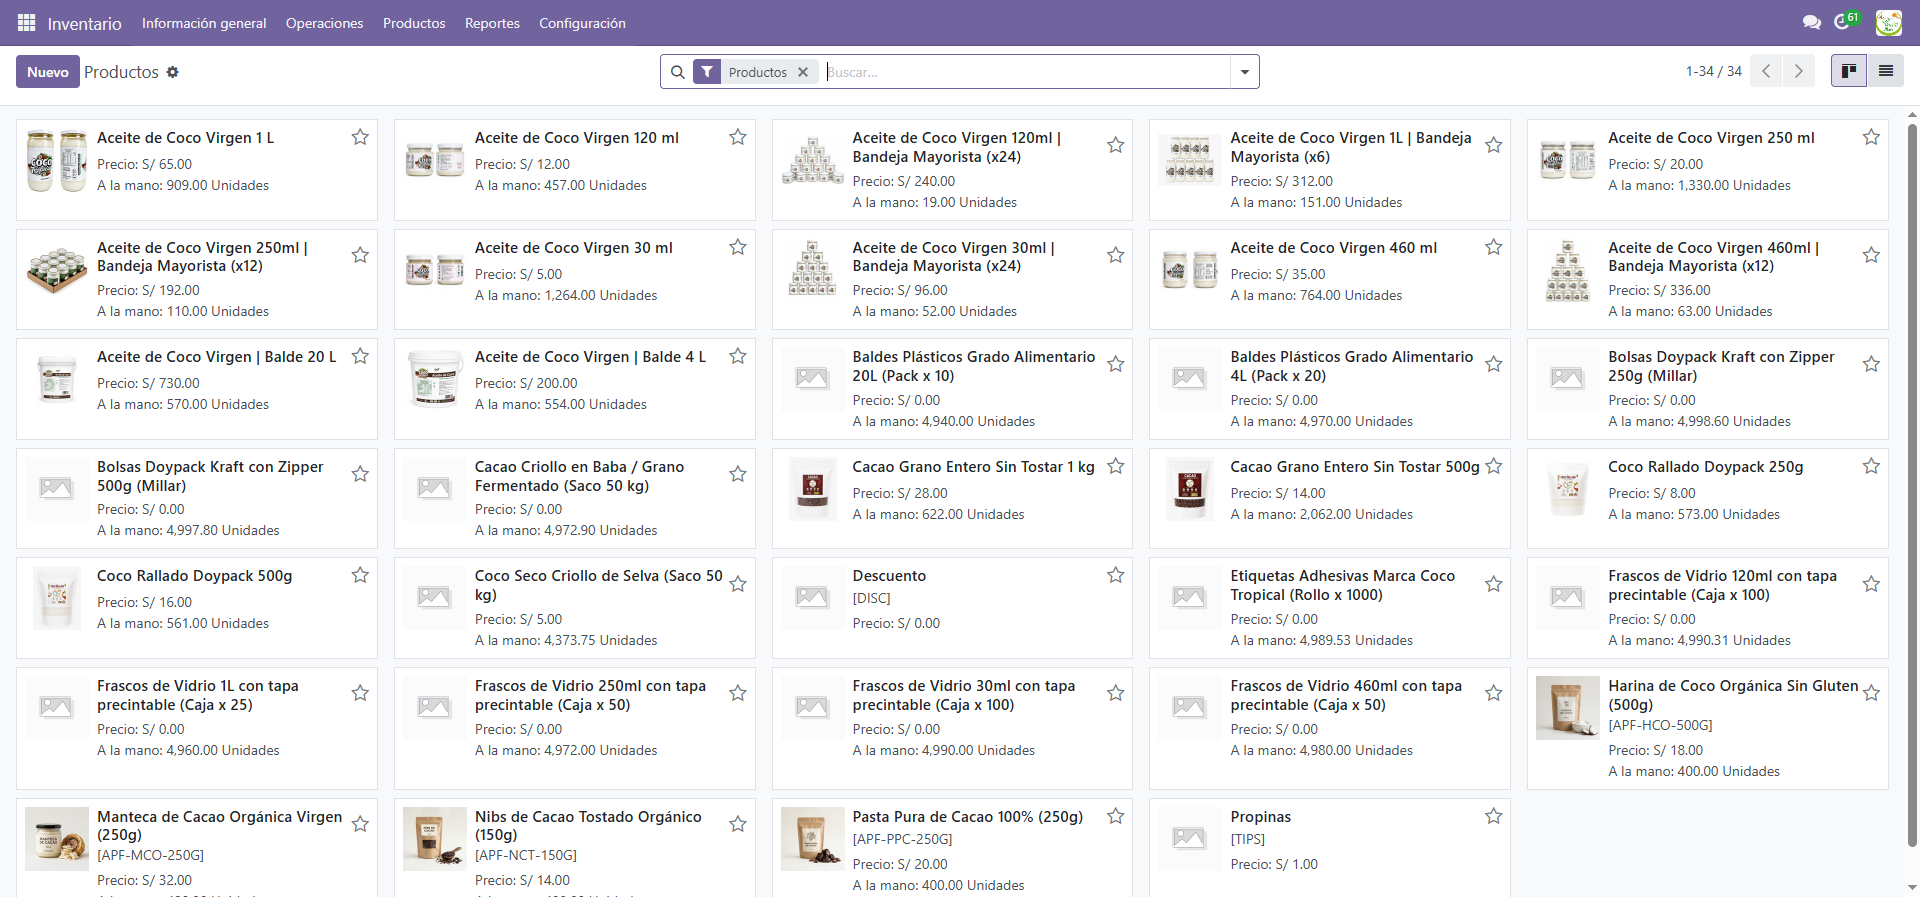 Inventario
Información general
Operaciones
Productos
Reportes
Configuración
61
Nuevo
Productos
Productos
Buscar...
1-34 / 34
Aceite de Coco Virgen 1 L
Precio: S/ 65.00
A la mano: 909.00 Unidades
Aceite de Coco Virgen 120 ml
Precio: S/ 12.00
A la mano: 457.00 Unidades
Aceite de Coco Virgen 120ml |
Bandeja Mayorista (x24)
Precio: S/ 240.00
A la mano: 19.00 Unidades
Aceite de Coco Virgen 1L | Bandeja
Mayorista (x6)
Precio: S/ 312.00
A la mano: 151.00 Unidades
Aceite de Coco Virgen 250 ml
Precio: S/ 20.00
A la mano: 1,330.00 Unidades
Aceite de Coco Virgen 250ml |
Bandeja Mayorista (x12)
Precio: S/ 192.00
A la mano: 110.00 Unidades
Aceite de Coco Virgen 30 ml
Precio: S/ 5.00
A la mano: 1,264.00 Unidades
Aceite de Coco Virgen 30ml |
Bandeja Mayorista (x24)
Precio: S/ 96.00
A la mano: 52.00 Unidades
Aceite de Coco Virgen 460 ml
Precio: S/ 35.00
A la mano: 764.00 Unidades
Aceite de Coco Virgen 460ml |
Bandeja Mayorista (x12)
Precio: S/ 336.00
A la mano: 63.00 Unidades
Aceite de Coco Virgen | Balde 20 L
Precio: S/ 730.00
A la mano: 570.00 Unidades
Aceite de Coco Virgen | Balde 4 L
Precio: S/ 200.00
A la mano: 554.00 Unidades
Baldes Plásticos Grado Alimentario
20L (Pack x 10)
Precio: S/ 0.00
A la mano: 4,940.00 Unidades
Baldes Plásticos Grado Alimentario
4L (Pack x 20)
Precio: S/ 0.00
A la mano: 4,970.00 Unidades
Bolsas Doypack Kraft con Zipper
250g (Millar)
Precio: S/ 0.00
A la mano: 4,998.60 Unidades
Bolsas Doypack Kraft con Zipper
500g (Millar)
Precio: S/ 0.00
A la mano: 4,997.80 Unidades
Cacao Criollo en Baba / Grano
Fermentado (Saco 50 kg)
Precio: S/ 0.00
A la mano: 4,972.90 Unidades
Cacao Grano Entero Sin Tostar 1 kg
Precio: S/ 28.00
A la mano: 622.00 Unidades
Cacao Grano Entero Sin Tostar 500g
Precio: S/ 14.00
A la mano: 2,062.00 Unidades
Coco Rallado Doypack 250g
Precio: S/ 8.00
A la mano: 573.00 Unidades
Coco Rallado Doypack 500g
Precio: S/ 16.00
A la mano: 561.00 Unidades
Coco Seco Criollo de Selva (Saco 50
kg)
Precio: S/ 5.00
A la mano: 4,373.75 Unidades
Descuento
[DISC]
Precio: S/ 0.00
Etiquetas Adhesivas Marca Coco
Tropical (Rollo x 1000)
Precio: S/ 0.00
A la mano: 4,989.53 Unidades
Frascos de Vidrio 120ml con tapa
precintable (Caja x 100)
Precio: S/ 0.00
A la mano: 4,990.31 Unidades
Frascos de Vidrio 1L con tapa
precintable (Caja x 25)
Precio: S/ 0.00
A la mano: 4,960.00 Unidades
Frascos de Vidrio 250ml con tapa
precintable (Caja x 50)
Precio: S/ 0.00
A la mano: 4,972.00 Unidades
Frascos de Vidrio 30ml con tapa
precintable (Caja x 100)
Precio: S/ 0.00
A la mano: 4,990.00 Unidades
Frascos de Vidrio 460ml con tapa
precintable (Caja x 50)
Precio: S/ 0.00
A la mano: 4,980.00 Unidades
Harina de Coco Orgánica Sin Gluten
(500g)
[APF-HCO-500G]
Precio: S/ 18.00
A la mano: 400.00 Unidades
Manteca de Cacao Orgánica Virgen
(250g)
[APF-MCO-250G]
Precio: S/ 32.00
Nibs de Cacao Tostado Orgánico
(150g)
[APF-NCT-150G]
Precio: S/ 14.00
Pasta Pura de Cacao 100% (250g)
[APF-PPC-250G]
Precio: S/ 20.00
A la mano: 400.00 Unidades
Propinas
[TIPS]
Precio: S/ 1.00